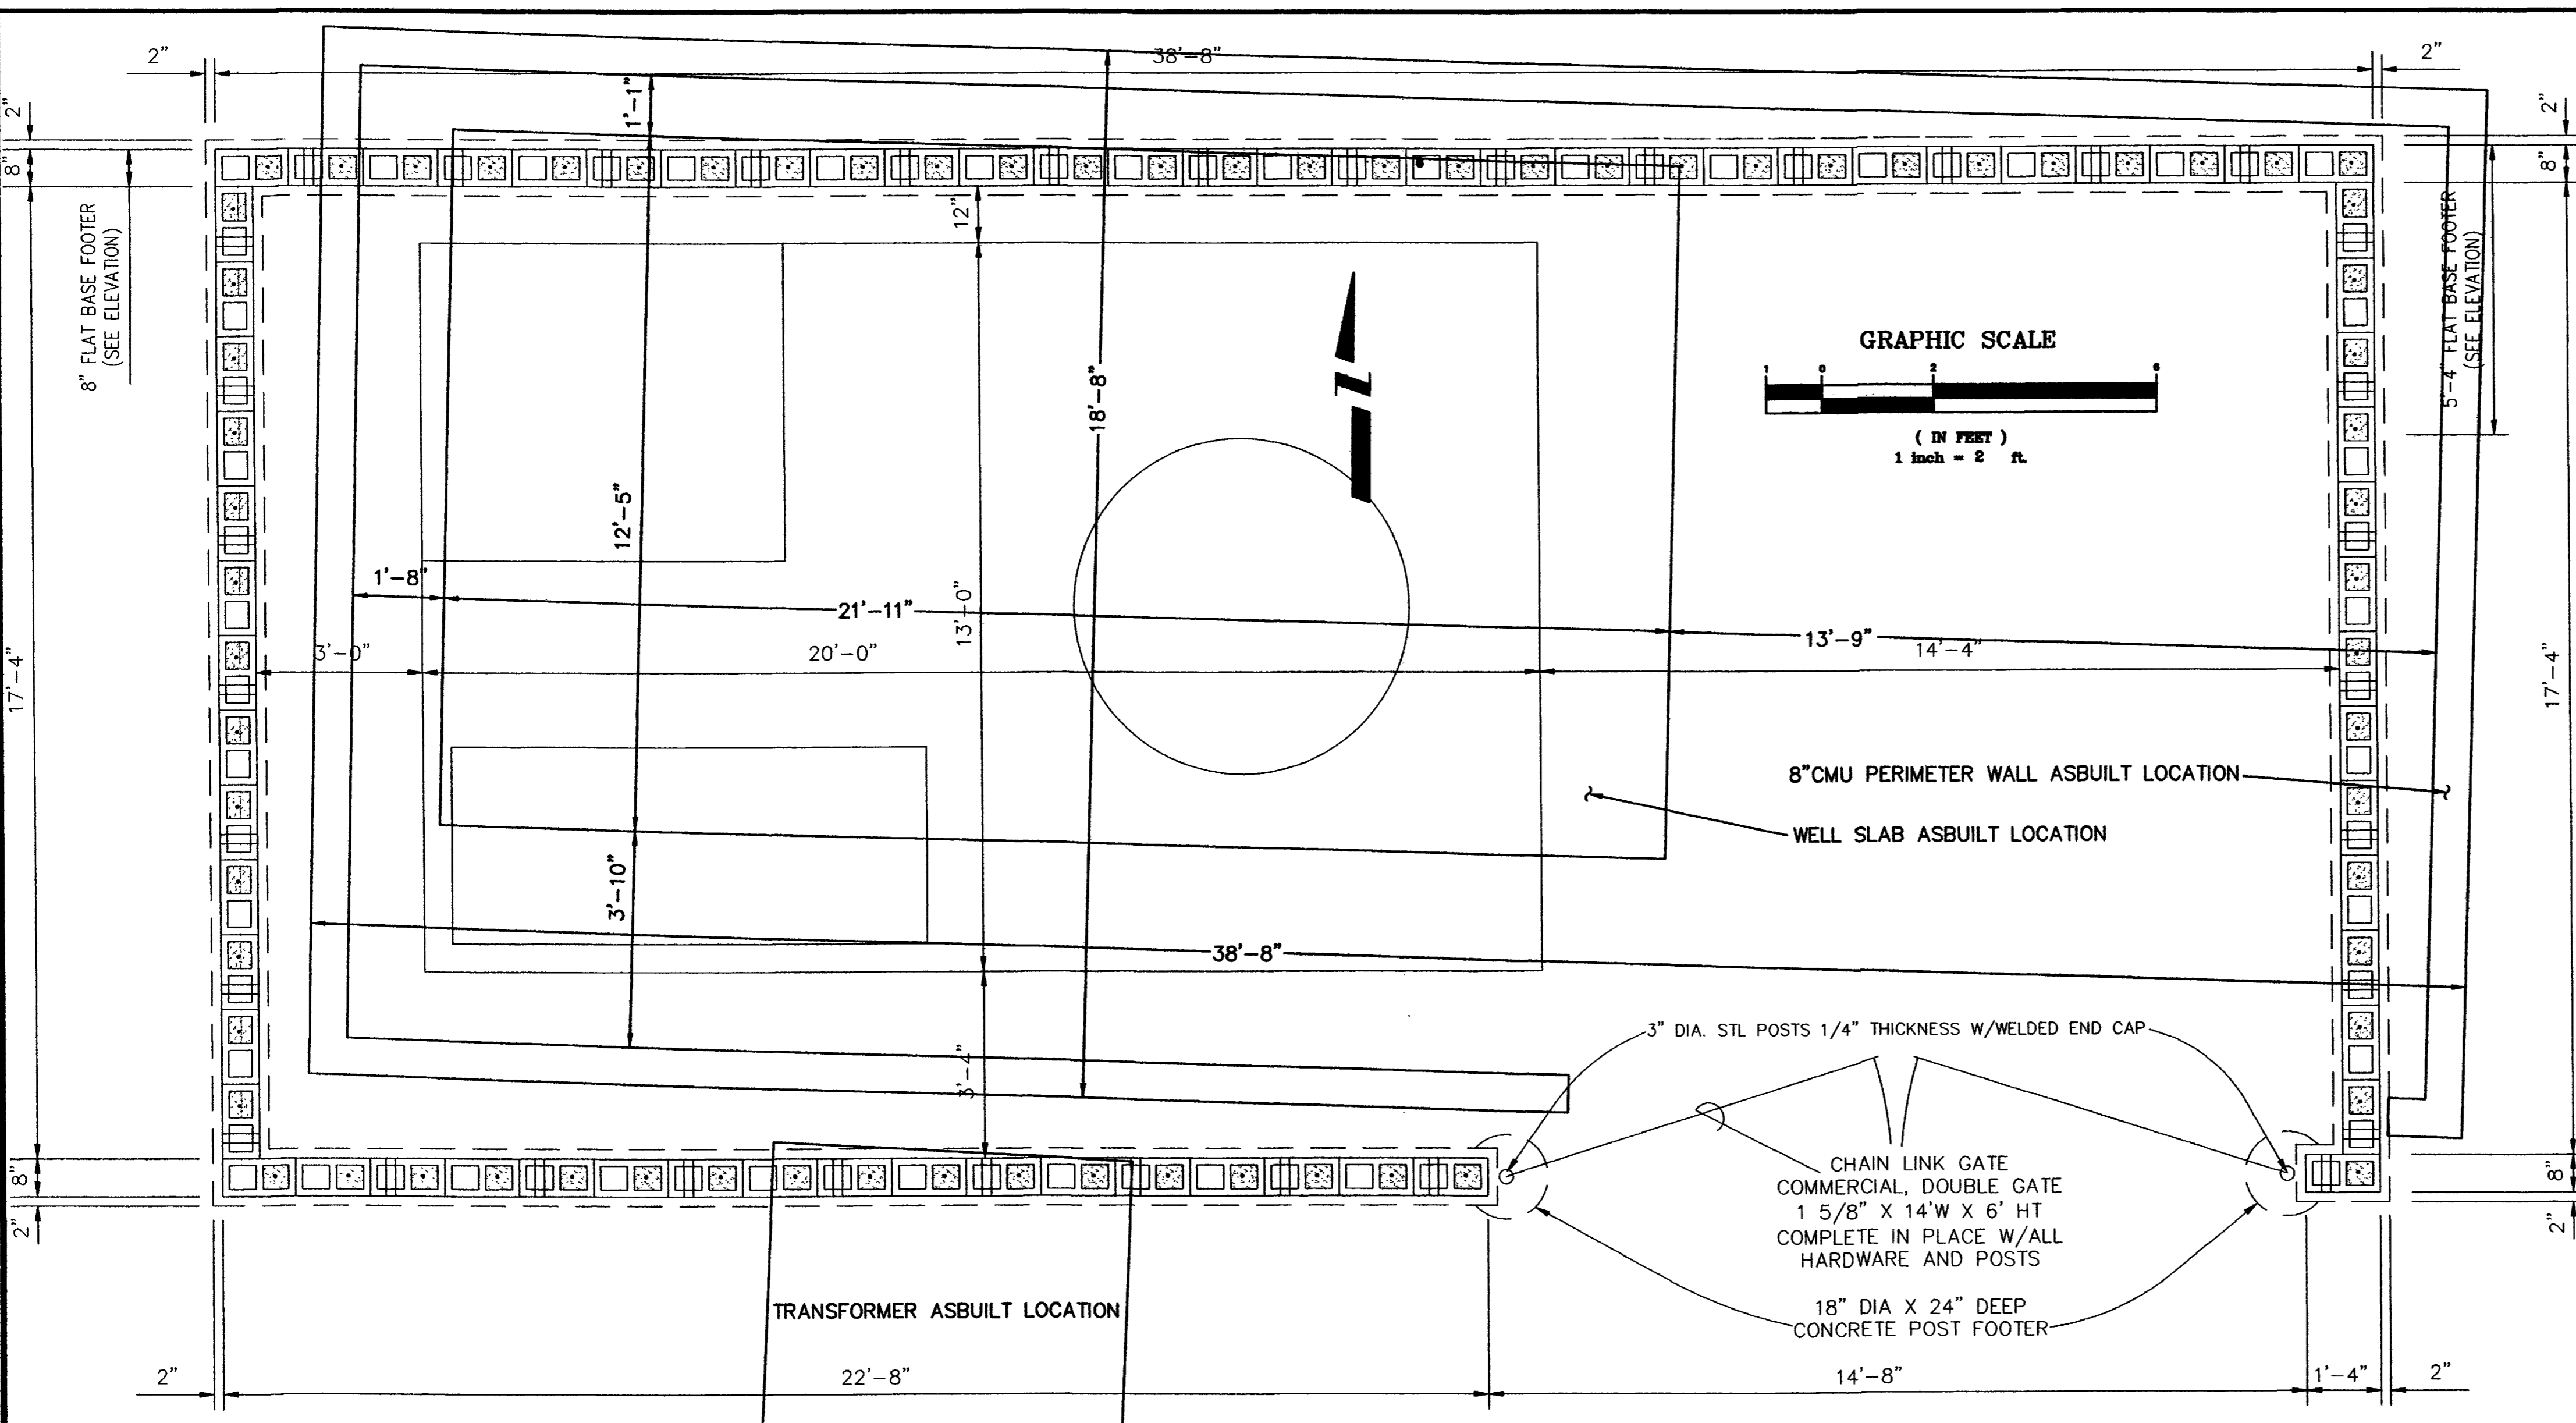 2"
38'-8"
2"
2"
1'-1"
2"
8"
8"
8" FLAT BASE FOOTER
(SEE ELEVATION)
12"
5'-4" FLAT BASE FOOTER
(SEE ELEVATION)
GRAPHIC SCALE
1 0 2 6
( IN FEET )
1 inch = 2 ft.
18'-8"
12'-5"
1'-8"
21'-11"
13'-0"
13'-9"
3'-0"
20'-0"
14'-4"
17'-4"
17'-4"
8"CMU PERIMETER WALL ASBUILT LOCATION
WELL SLAB ASBUILT LOCATION
3'-10"
38'-8"
3" DIA. STL POSTS 1/4" THICKNESS W/WELDED END CAP
3'-4"
8"
8"
CHAIN LINK GATE
COMMERCIAL, DOUBLE GATE
1 5/8" X 14'W X 6' HT
COMPLETE IN PLACE W/ALL
HARDWARE AND POSTS
2"
2"
TRANSFORMER ASBUILT LOCATION
18" DIA X 24" DEEP
CONCRETE POST FOOTER
2"
22'-8"
14'-8"
1'-4"
2"